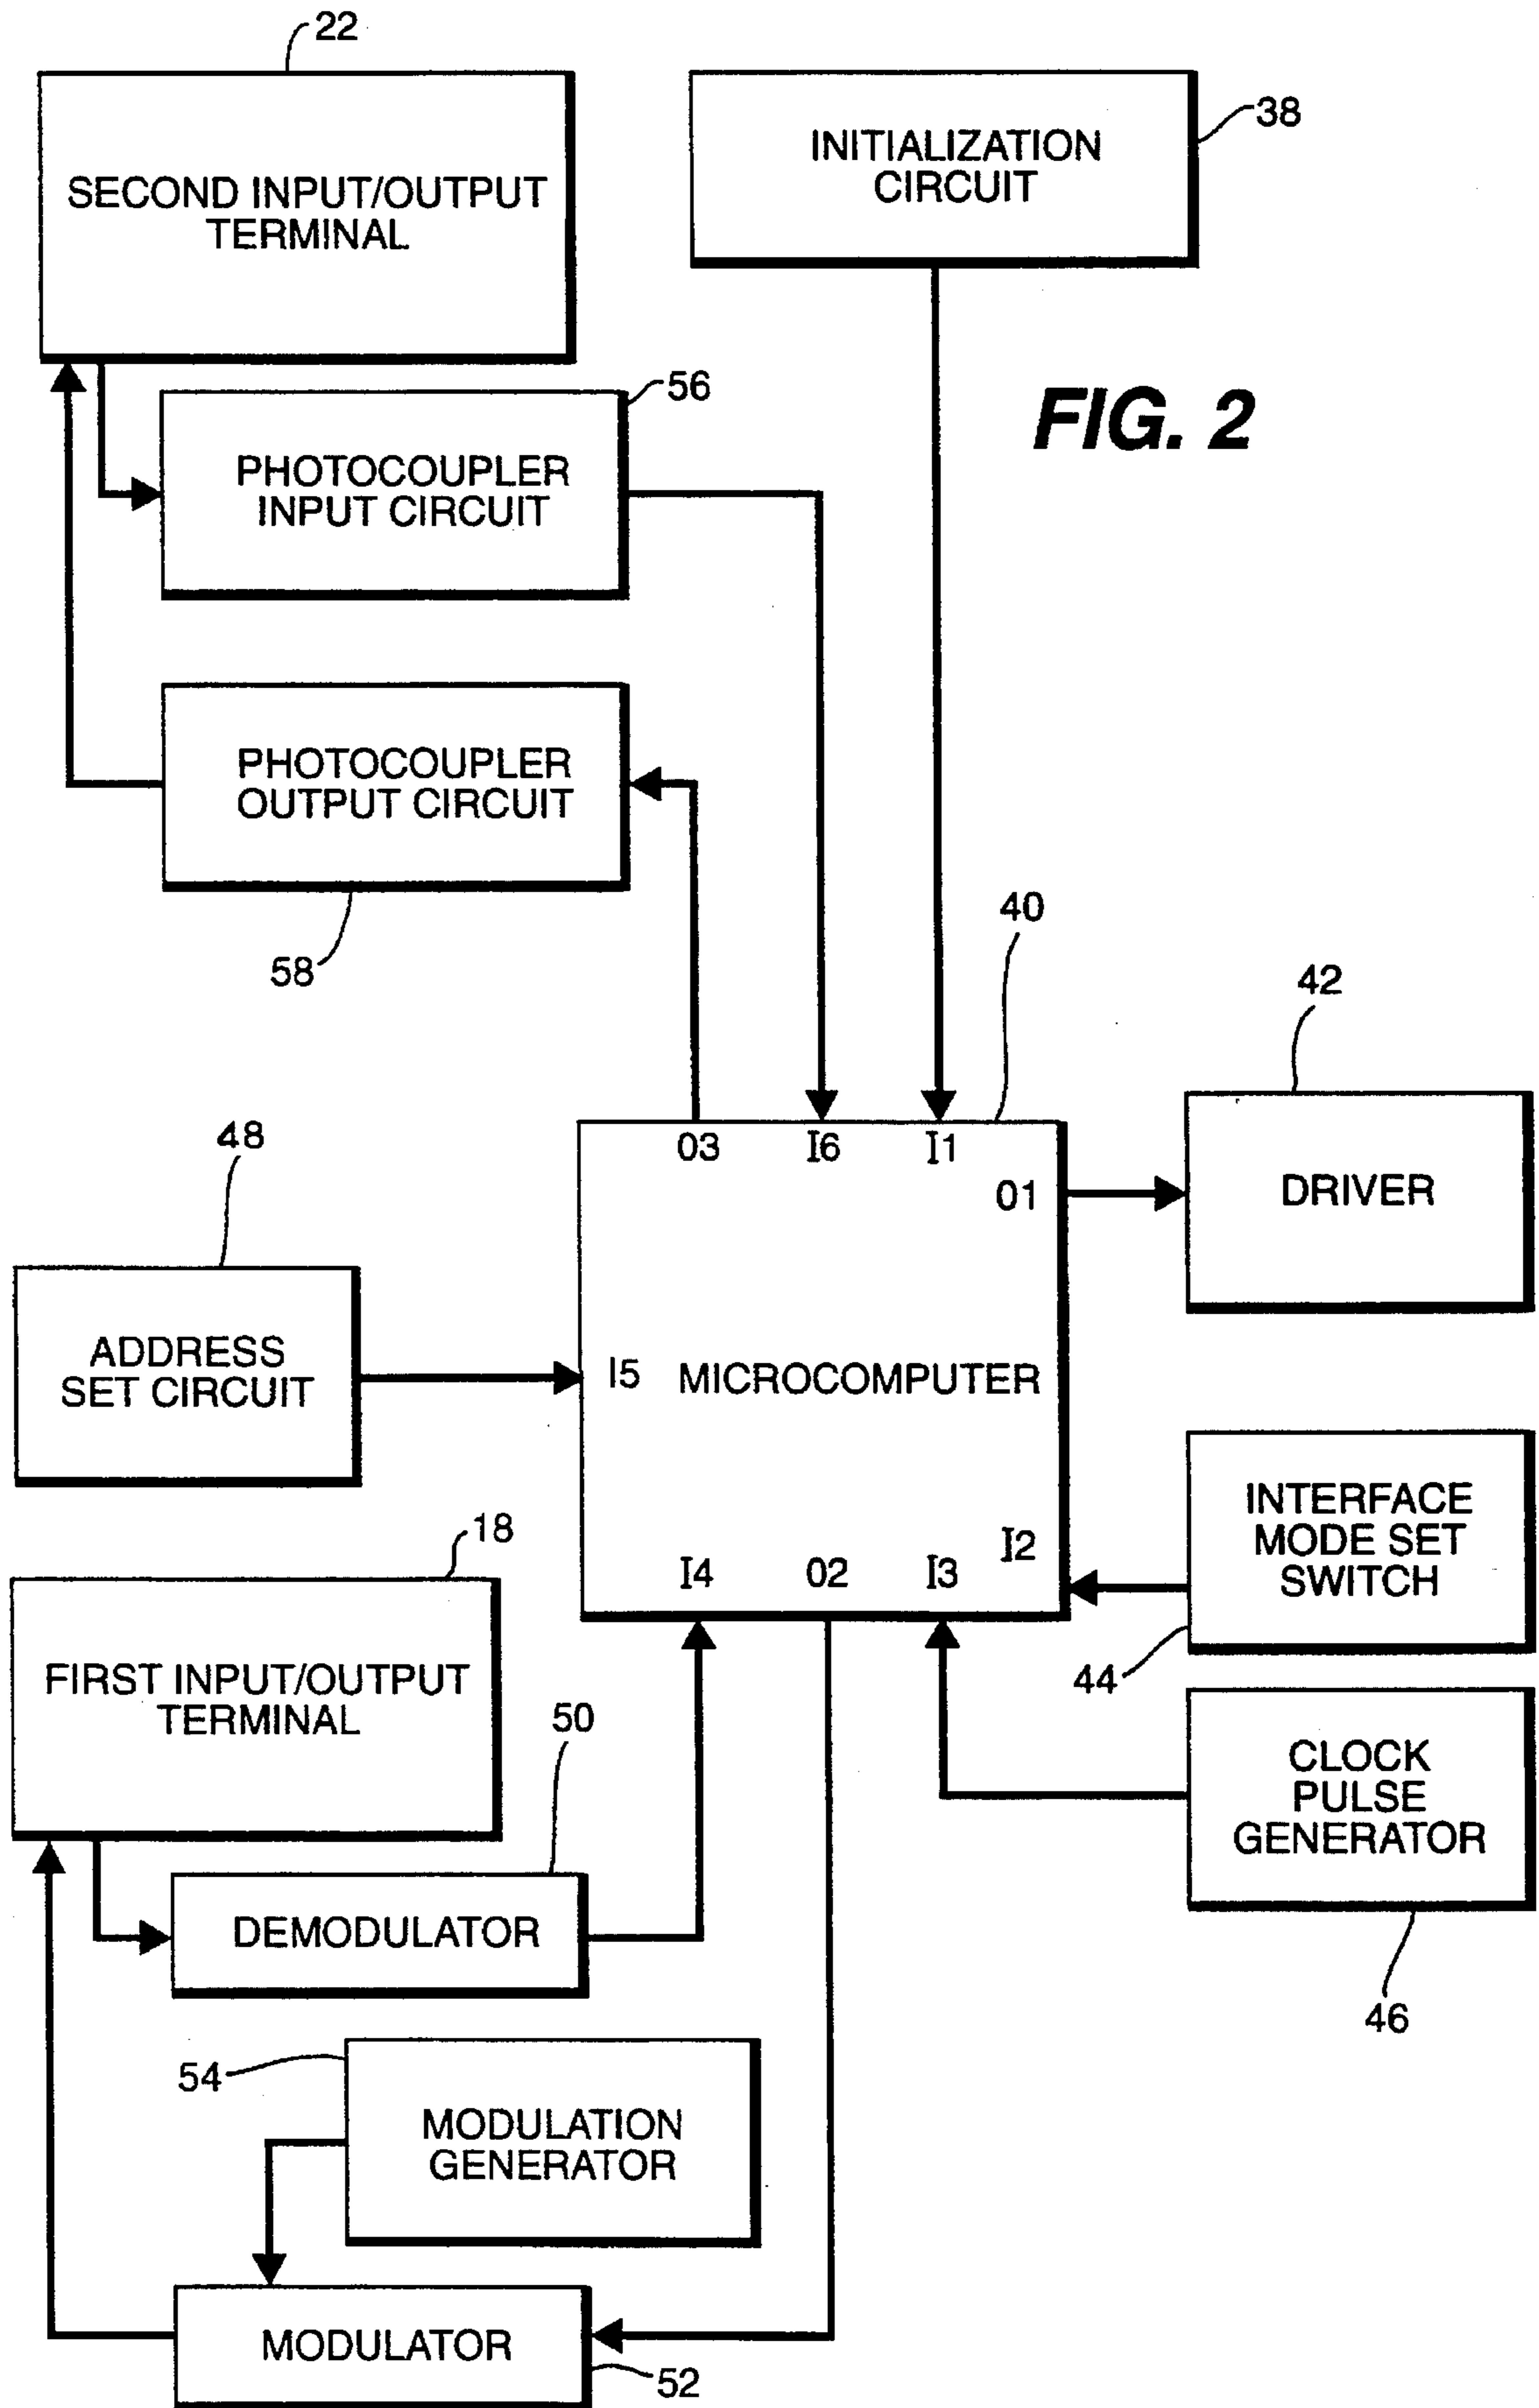 22
SECOND INPUT/OUTPUT
TERMINAL
INITIALIZATION
CIRCUIT
38
FIG. 2
56
PHOTOCOUPLER
INPUT CIRCUIT
PHOTOCOUPLER
OUTPUT CIRCUIT
58
40
42
03
I6
I1
01
DRIVER
48
ADDRESS
SET CIRCUIT
I5
MICROCOMPUTER
I4
02
I3
I2
INTERFACE
MODE SET
SWITCH
44
18
FIRST INPUT/OUTPUT
TERMINAL
50
CLOCK
PULSE
GENERATOR
46
DEMODULATOR
54
MODULATION
GENERATOR
MODULATOR
52